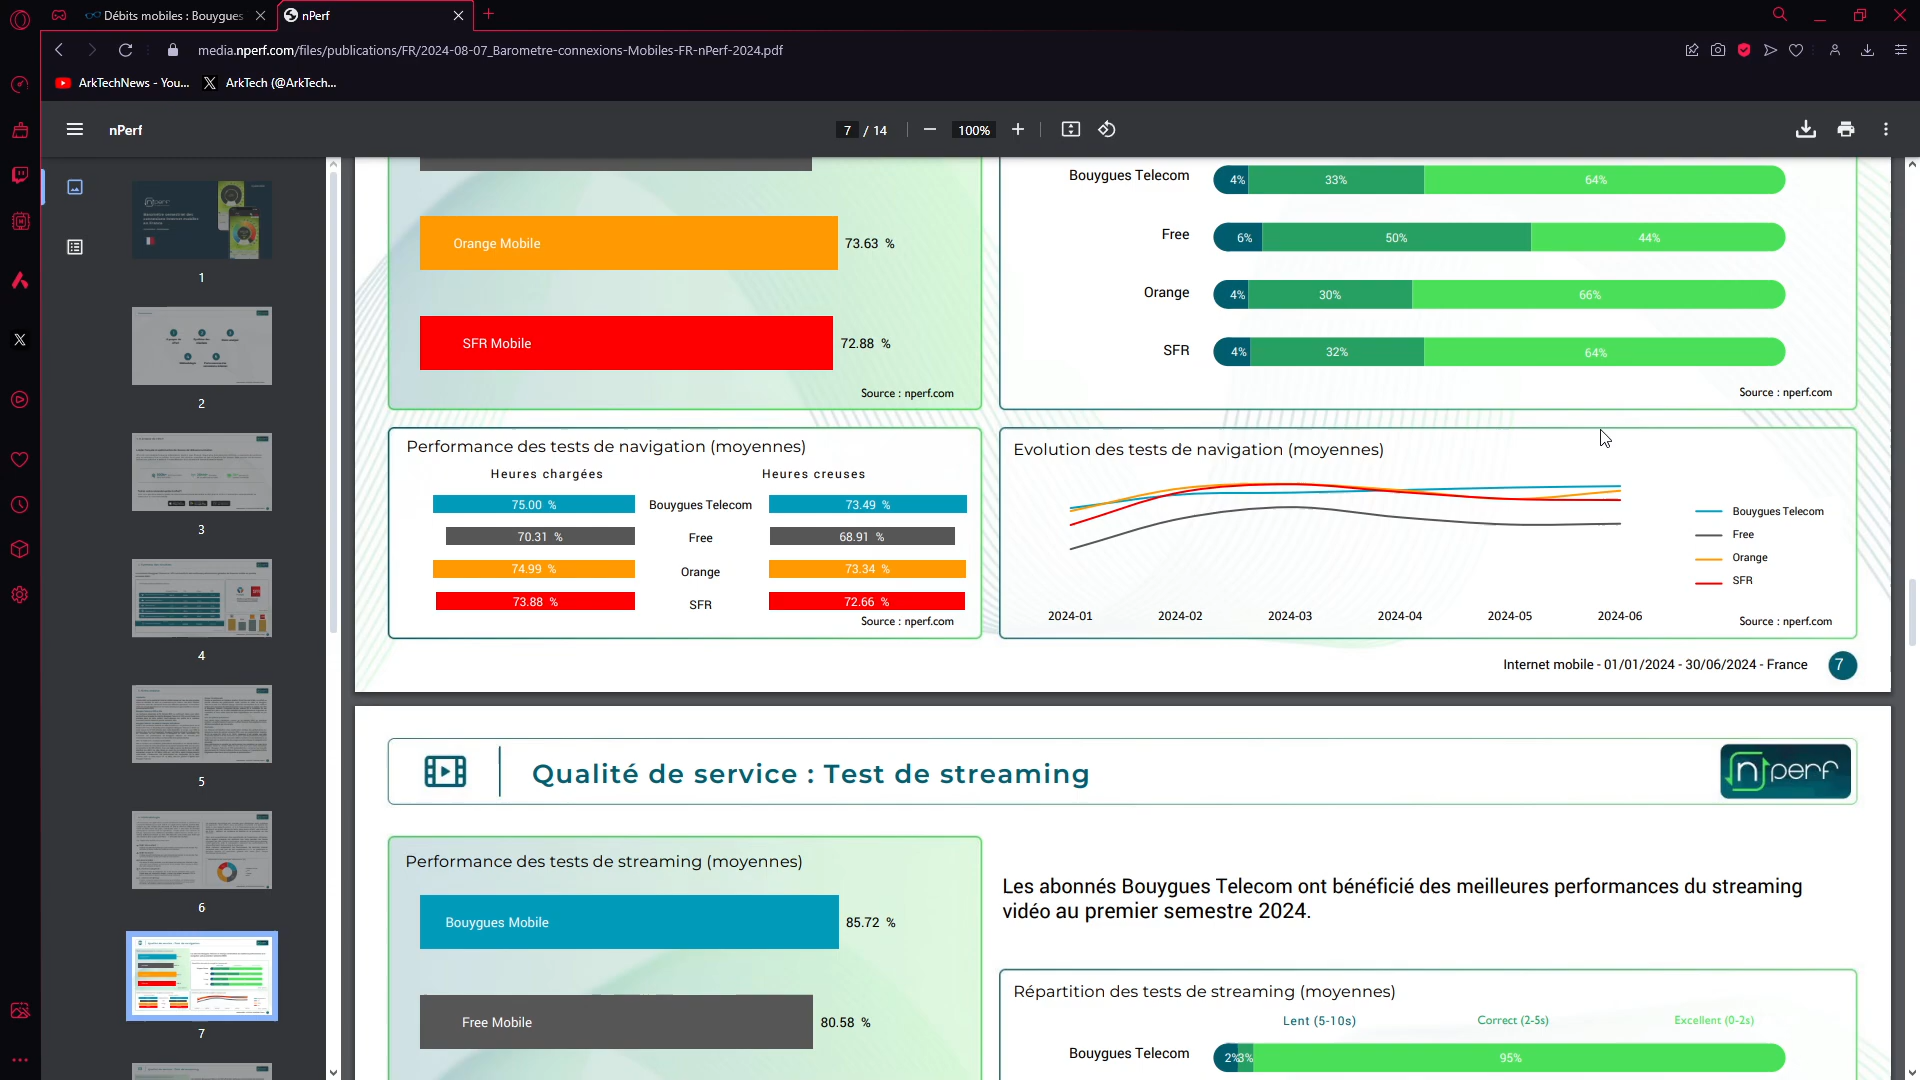 Débits mobiles : Bouygues
nPerf
media.nperf.com/files/publications/FR/2024-08-07_Barometre-connexions-Mobiles-FR-nPerf-2024.pdf
ArkTechNews - You...
ArkTech (@ArkTech...
nPerf
7 / 14
100%
1
2
3
4
5
6
7
Orange Mobile
73.63 %
SFR Mobile
72.88 %
Source : nperf.com
Bouygues Telecom
4%
33%
64%
Free
6%
50%
44%
Orange
4%
30%
66%
SFR
4%
32%
64%
Source : nperf.com
Performance des tests de navigation (moyennes)
Heures chargées
Heures creuses
75.00 %
Bouygues Telecom
73.49 %
70.31 %
Free
68.91 %
74.99 %
Orange
73.34 %
73.88 %
SFR
72.66 %
Source : nperf.com
Evolution des tests de navigation (moyennes)
Bouygues Telecom
Free
Orange
SFR
2024-01
2024-02
2024-03
2024-04
2024-05
2024-06
Source : nperf.com
Internet mobile - 01/01/2024 - 30/06/2024 - France
7
Qualité de service : Test de streaming
nperf
Performance des tests de streaming (moyennes)
Bouygues Mobile
85.72 %
Free Mobile
80.58 %
Les abonnés Bouygues Telecom ont bénéficié des meilleures performances du streaming
vidéo au premier semestre 2024.
Répartition des tests de streaming (moyennes)
Lent (5-10s)
Correct (2-5s)
Excellent (0-2s)
Bouygues Telecom
2%
3%
95%